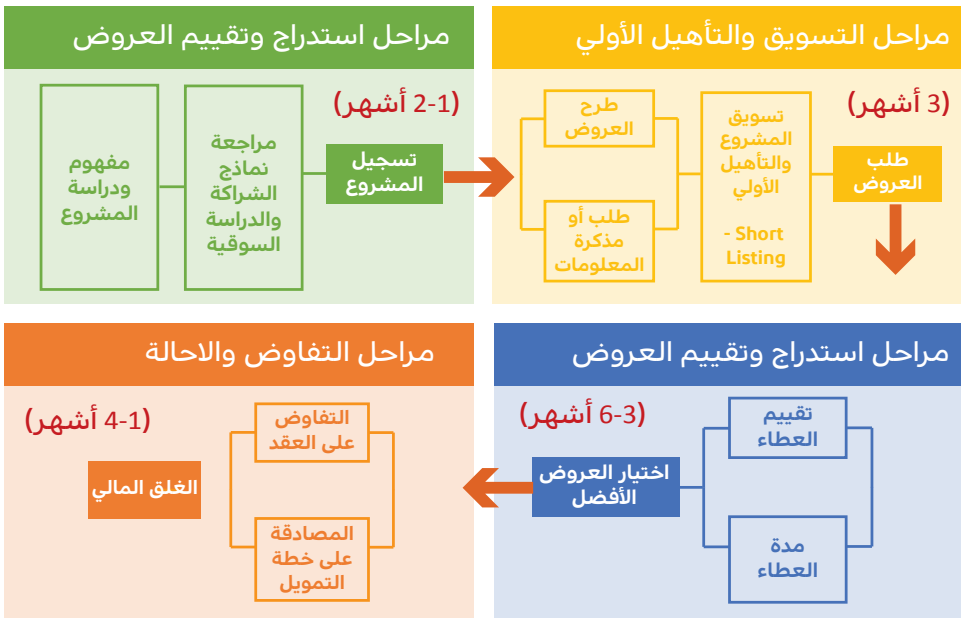 مراحل استدراج وتقييم العروض
(1-2 أشهر)
مفهوم
ودراسة
المشروع
مراجعة
نماذج
الشراكة
والدراسة
السوقية
تسجيل
المشروع
مراحل التسويق والتأهيل الأولي
(3 أشهر)
طرح
العروض
طلب أو
مذكرة
المعلومات
تسويق
المشروع
والتأهيل
الأولي
- Short
Listing
طلب
العروض
مراحل استدراج وتقييم العروض
(3-6 أشهر)
تقييم
العطاء
مدة
العطاء
اختيار العروض
الأفضل
مراحل التفاوض والاحالة
(1-4 أشهر)
التفاوض
على العقد
المصادقة
على خطة
التمويل
الغلق المالي